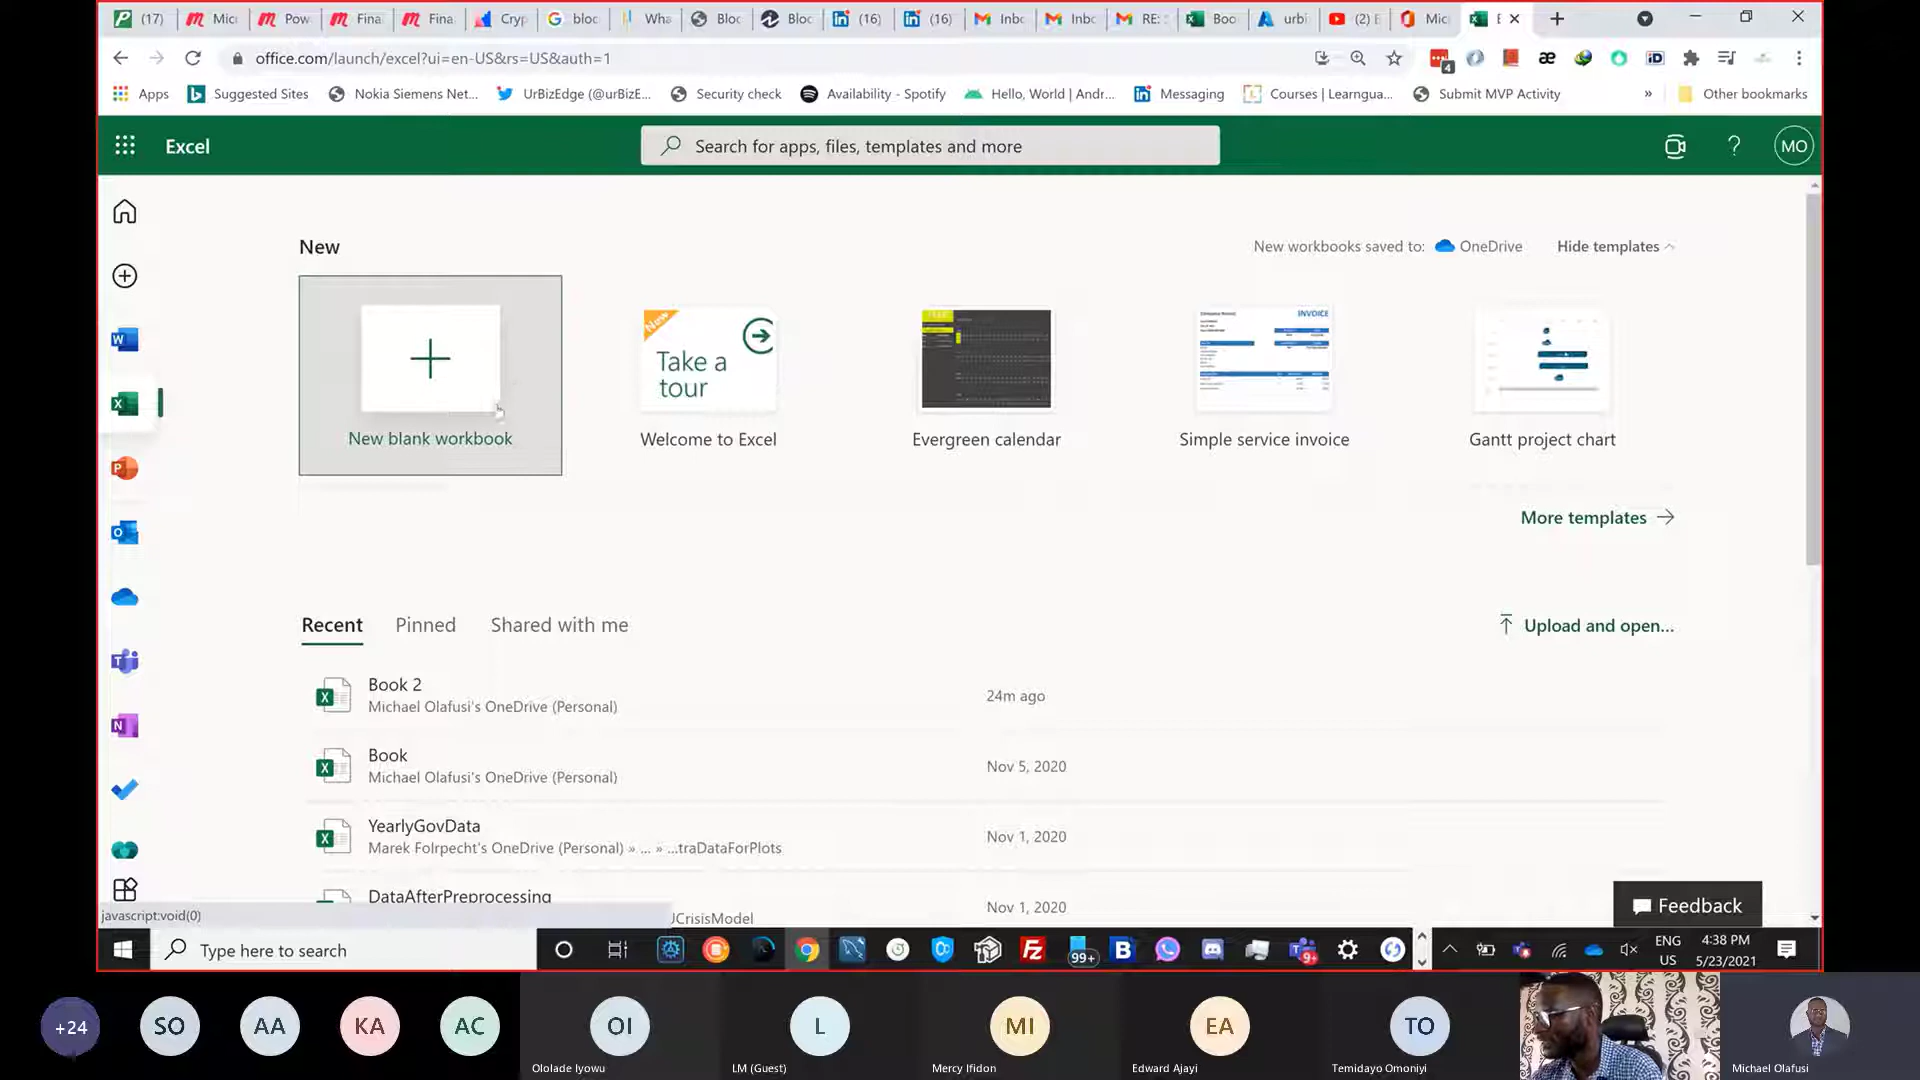 (17)
Micr
Pow
Fina
Fina
Cryp
bloc
Wha
Bloc
Bloc
(16)
(16)
Inbc
Inbc
RE:
Boo
urbi
(2) E
Mic
office.com/launch/excel?ui=en-US&rs=US&auth=1
4
Apps
Suggested Sites
Nokia Siemens Net...
UrBizEdge (@urBizE...
Security check
Availability - Spotify
Hello, World | Andr...
Messaging
Courses | Learngua...
Submit MVP Activity
»
Other bookmarks
Excel
Search for apps, files, templates and more
MO
New
New workbooks saved to: OneDrive
Hide templates
New
Take a
tour
INVOICE
New blank workbook
Welcome to Excel
Evergreen calendar
Simple service invoice
Gantt project chart
More templates
Recent
Pinned
Shared with me
Upload and open...
Book 2
Michael Olafusi's OneDrive (Personal)
24m ago
Book
Michael Olafusi's OneDrive (Personal)
Nov 5, 2020
YearlyGovData
Marek Folrpecht's OneDrive (Personal) » ... » ...traDataForPlots
Nov 1, 2020
DataAfterPreprocessing
Nov 1, 2020
JCrisisModel
Feedback
javascript:void(0)
Type here to search
99+
9+
ENG
US
4:38 PM
5/23/2021
+24
SO
AA
KA
AC
OI
L
MI
EA
TO
Ololade Iyowu
LM (Guest)
Mercy Ifidon
Edward Ajayi
Temidayo Omoniyi
Michael Olafusi